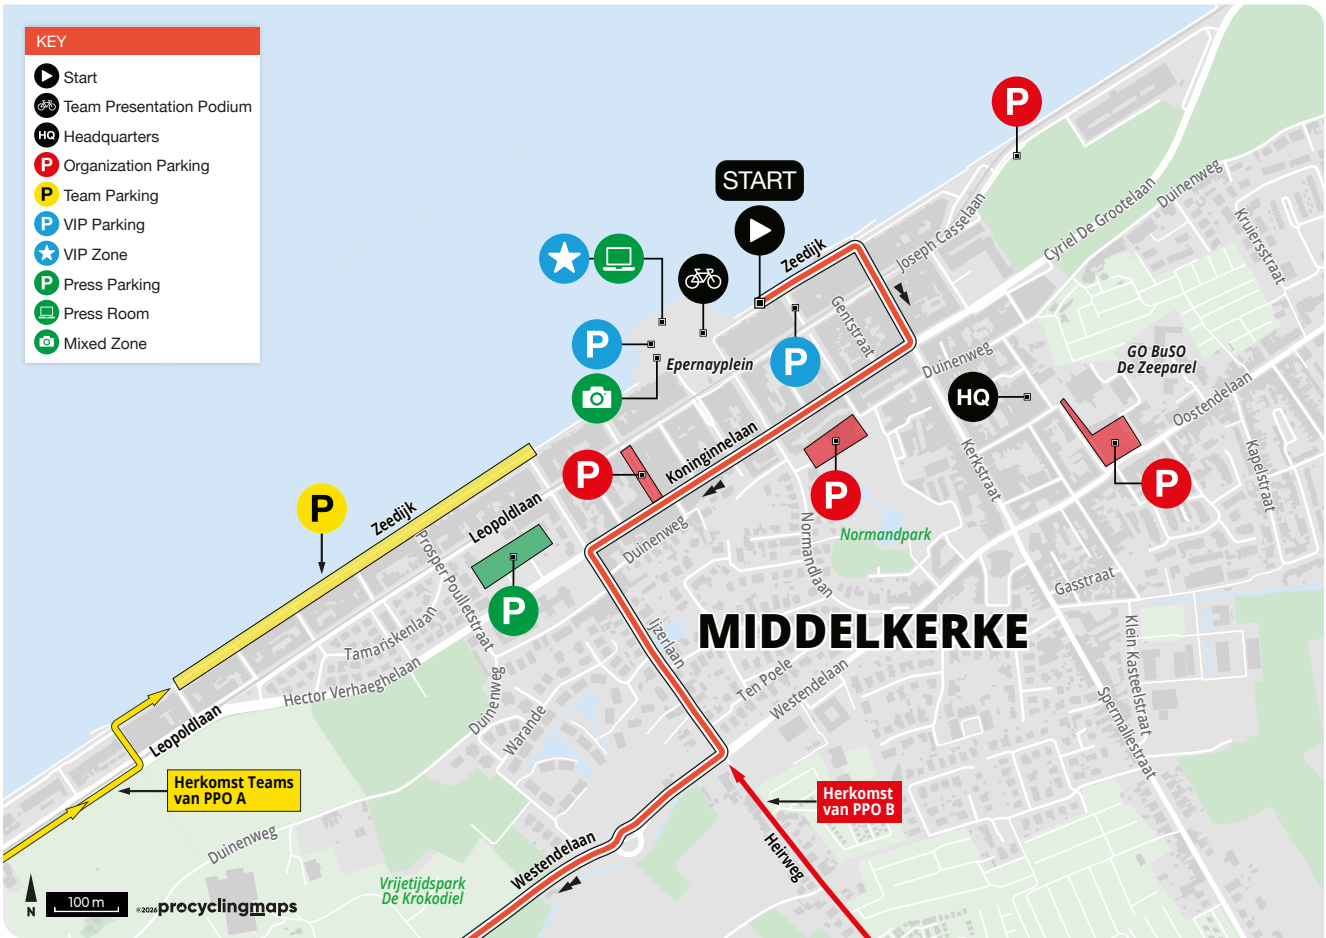 KEY
Start
Team Presentation Podium
HQ Headquarters
P Organization Parking
P Team Parking
P VIP Parking
VIP Zone
P Press Parking
Press Room
Mixed Zone
P
START
Zeedijk
Joseph Casselaan
Cyriel De Grootelaan
Duinenweg
Kruiersstraat
Gentstraat
P
Epernayplein
P
Duinenweg
GO BuSO
De Zeeparel
HQ
Oostendelaan
Koninginnelaan
Kerkstraat
Kapelstraat
P
P
P
P
Zeedijk
Leopoldlaan
Duinenweg
Normandlaan
Normandpark
Prosper Poulletstraat
P
Gasstraat
Tamariskenlaan
Ijzerlaan
MIDDELKERKE
Klein Kasteelstraat
Hector Verhaeghelaan
Ten Poele
Westendelaan
Duinenweg
Warande
Spermaliestraat
Leopoldlaan
Herkomst Teams
van PPO A
Herkomst
van PPO B
Duinenweg
Westendelaan
Heirweg
Vrijetijdspark
De Krokodiel
N
100 m
©2026 procyclingmaps